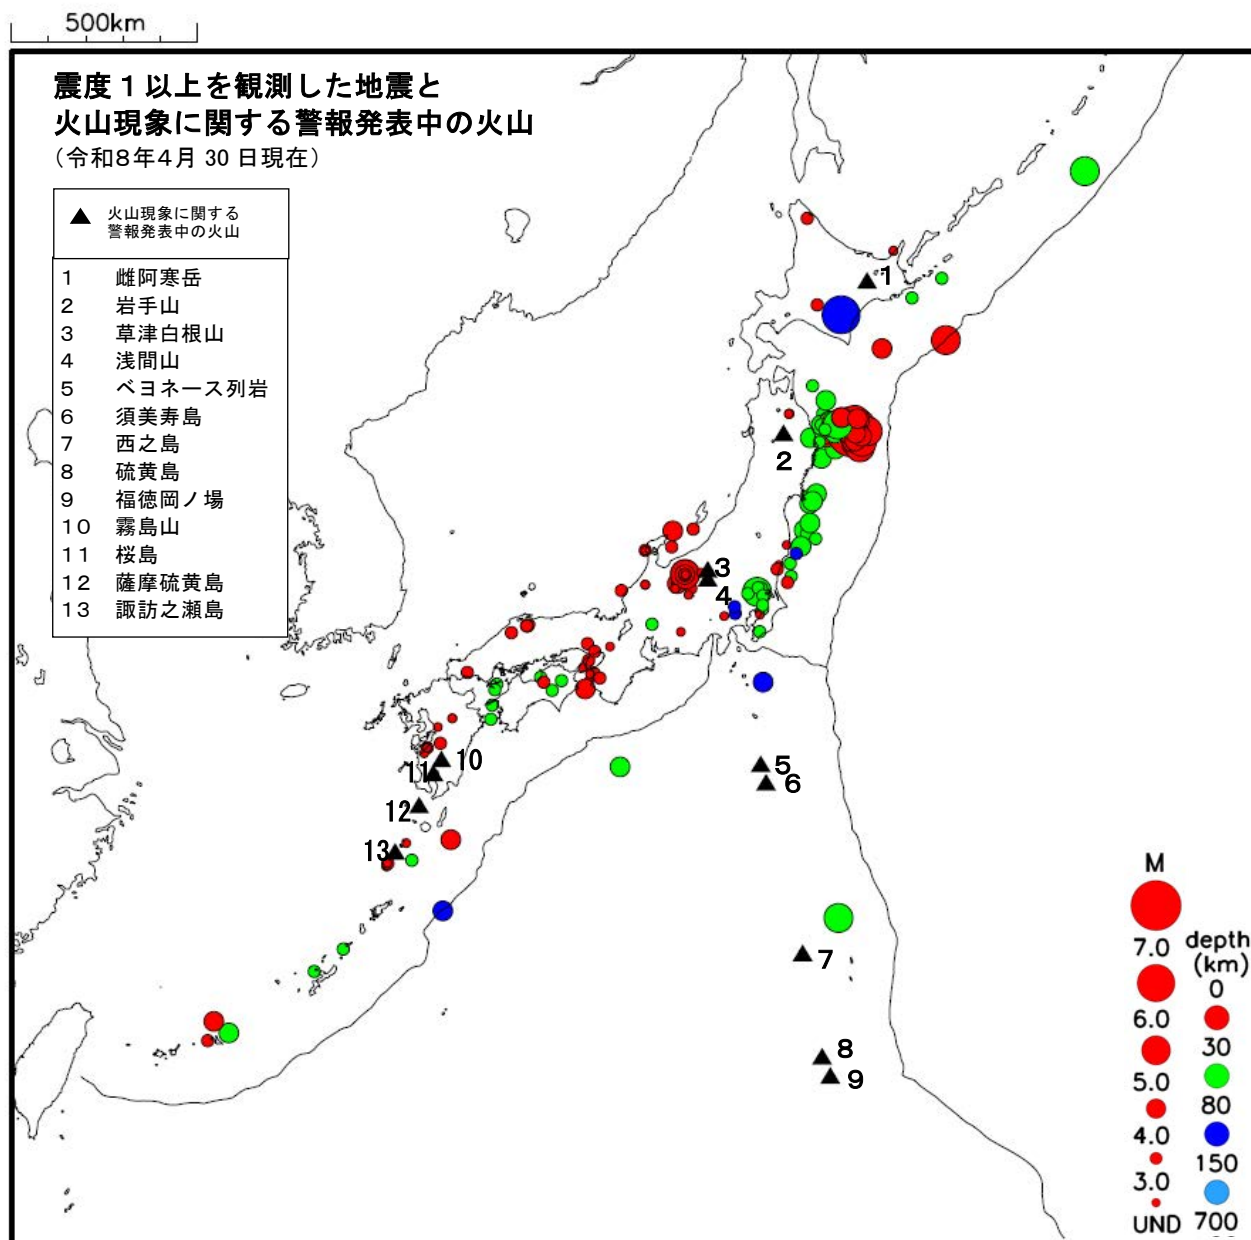 500km
震度１以上を観測した地震と
火山現象に関する警報発表中の火山
（令和8年4月 30 日現在）
▲ 火山現象に関する
警報発表中の火山
1 雌阿寒岳
2 岩手山
3 草津白根山
4 浅間山
5 ベヨネース列岩
6 須美寿島
7 西之島
8 硫黄島
9 福徳岡ノ場
10 霧島山
11 桜島
12 薩摩硫黄島
13 諏訪之瀬島
1
2
3
4
10
11
5
6
12
13
7
8
9
M
7.0
6.0
5.0
4.0
3.0
UND
depth
(km)
0
30
80
150
700